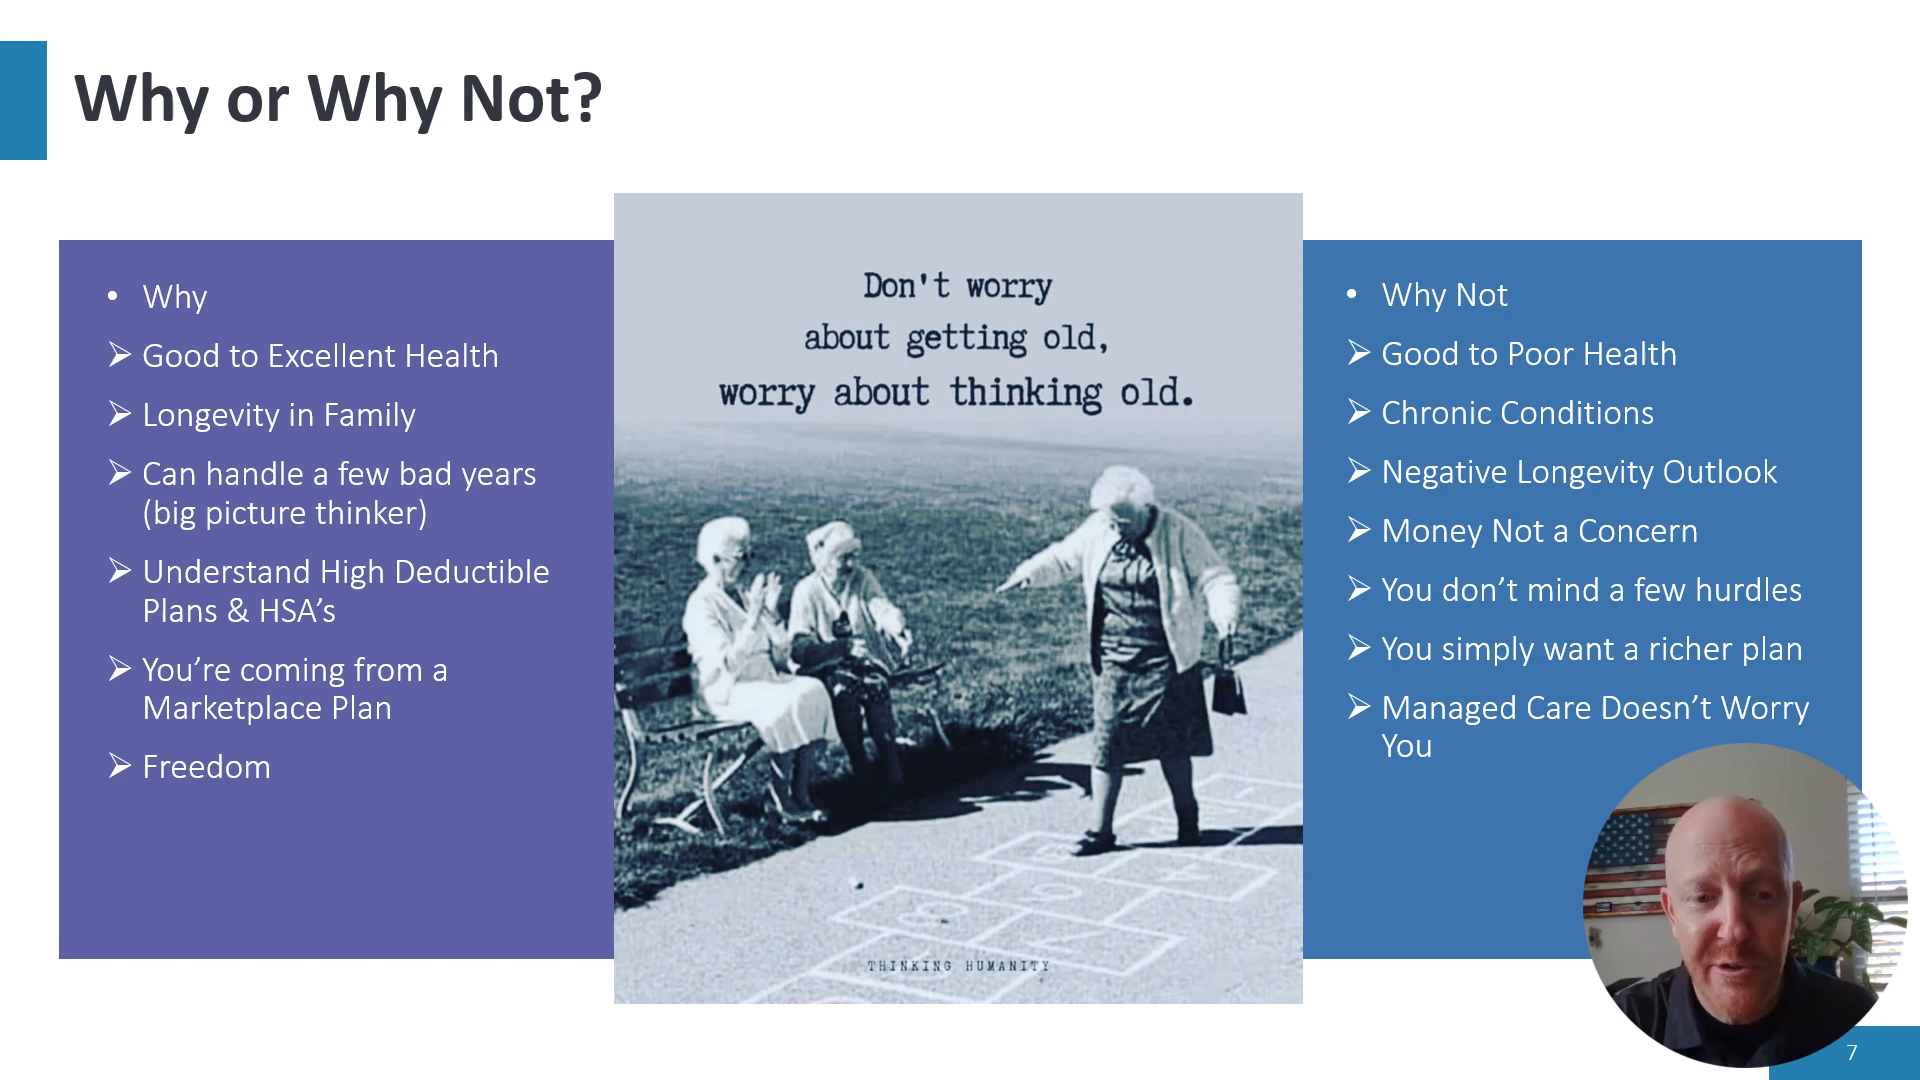 Why or Why Not?
• Why
➢ Good to Excellent Health
➢ Longevity in Family
➢ Can handle a few bad years
(big picture thinker)
➢ Understand High Deductible
Plans & HSA’s
➢ You’re coming from a
Marketplace Plan
➢ Freedom
Don't worry
about getting old,
worry about thinking old.
THINKING HUMANITY
• Why Not
➢ Good to Poor Health
➢ Chronic Conditions
➢ Negative Longevity Outlook
➢ Money Not a Concern
➢ You don’t mind a few hurdles
➢ You simply want a richer plan
➢ Managed Care Doesn’t Worry
You
7